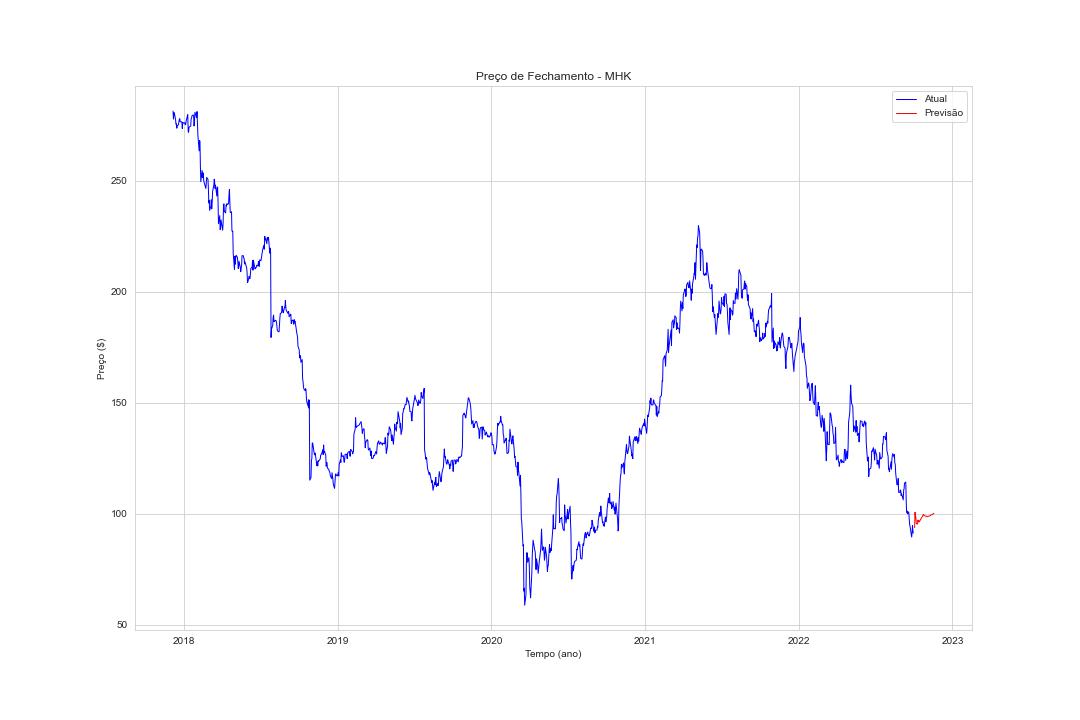 Preço de Fechamento - MHK
Atual
Previsão
250
200
150
100
50
Preço ($)
2018 2019 2020 2021 2022 2023
Tempo (ano)